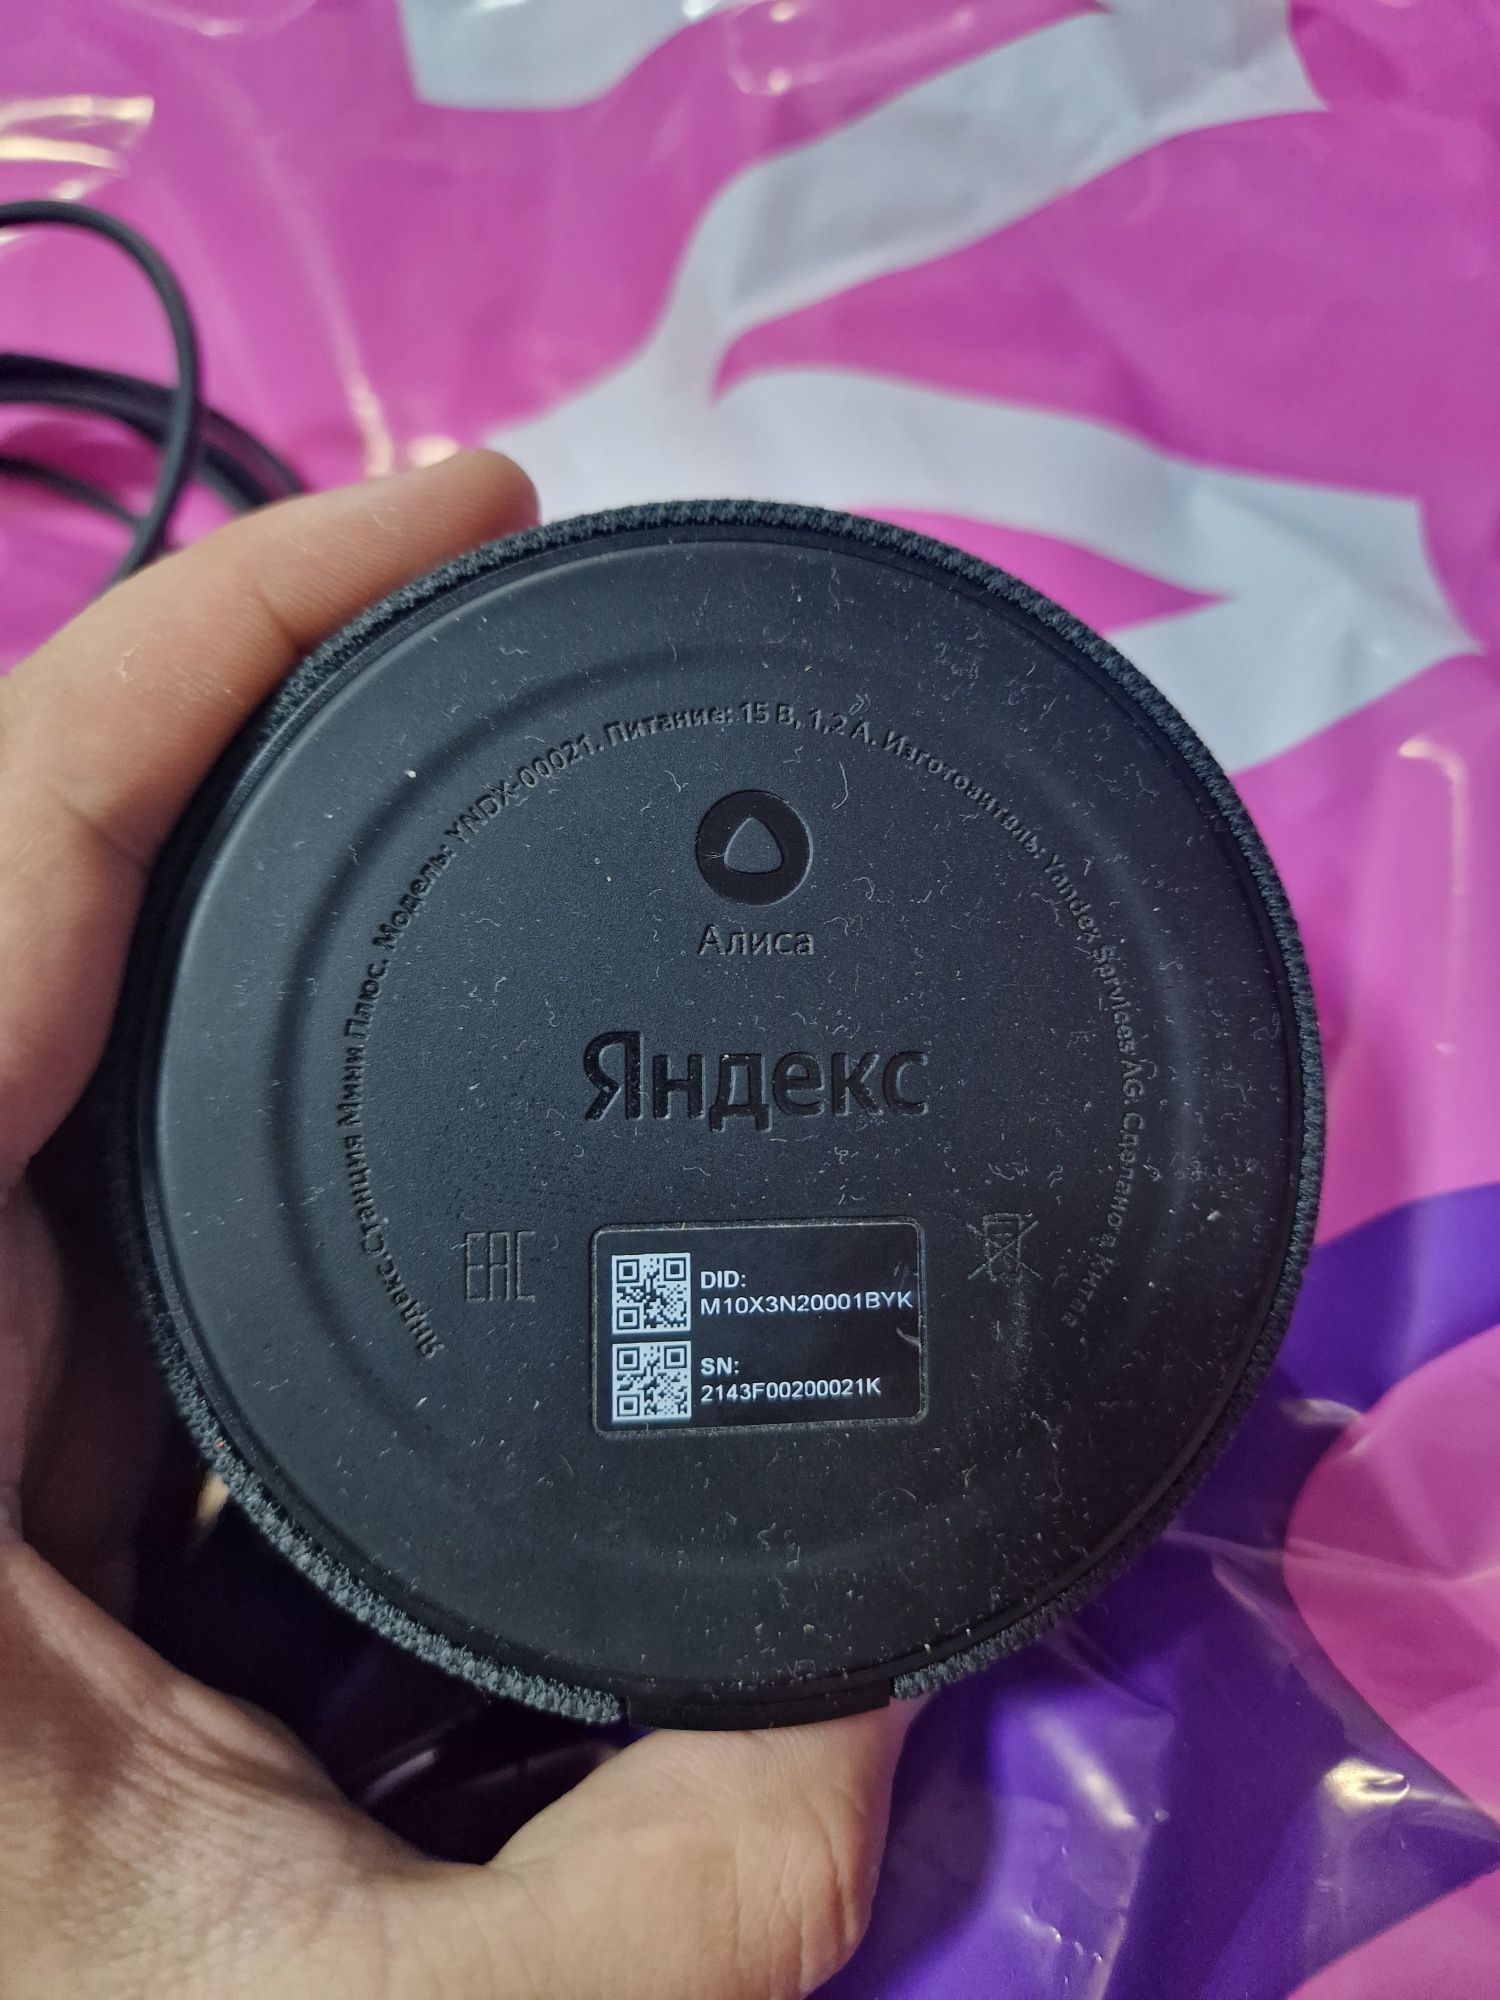 Яндекс.Станция Мини Плюс. Модель: YNDX-00021. Питание: 15 В, 1,2 А. Изготовитель: Yandex Services AG. Сделано в Китае
Алиса
Яндекс
EAC
DID:
M10X3N20001BYK
SN:
2143F00200021K